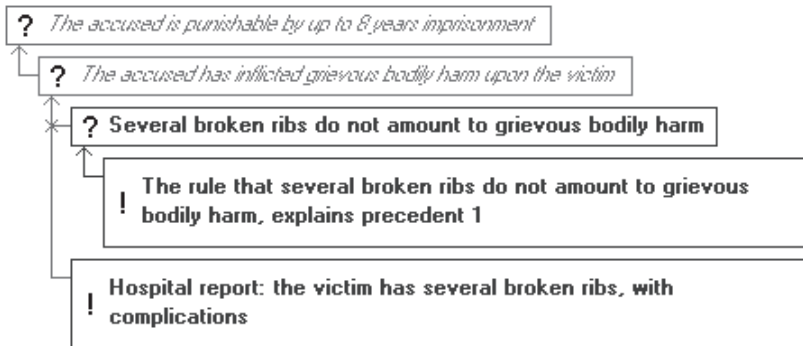 ? The accused is punishable by up to 8 years imprisonment
? The accused has inflicted grievous bodily harm upon the victim
? Several broken ribs do not amount to grievous bodily harm
! The rule that several broken ribs do not amount to grievous
bodily harm, explains precedent 1
! Hospital report: the victim has several broken ribs, with
complications